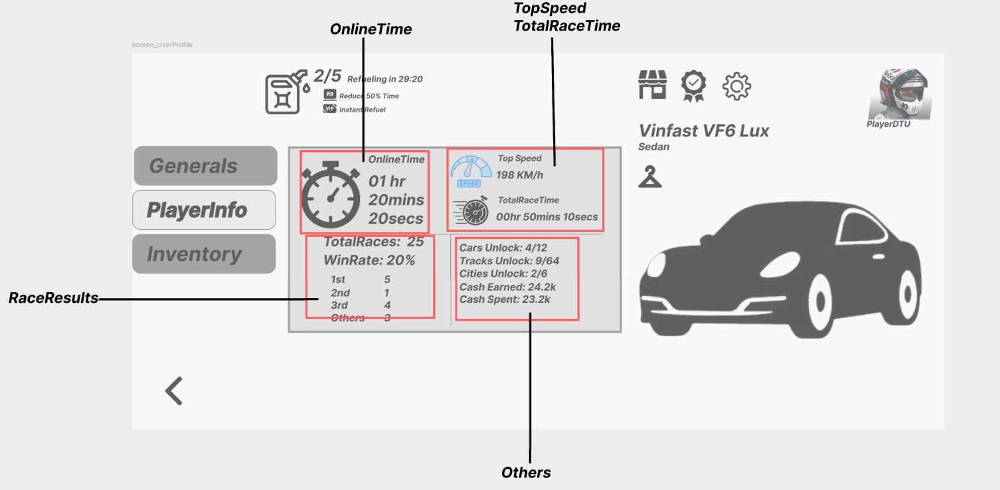 TopSpeed
TotalRaceTime
OnlineTime
screen_UserProfile
2/5 Refueling in 29:20
AD Reduce 50% Time
VIP Instant Refuel
PlayerDTU
Vinfast VF6 Lux
Sedan
Generals
PlayerInfo
Inventory
OnlineTime
01 hr
20mins
20secs
Top Speed
198 KM/h
SPEED
TotalRaceTime
00hr 50mins 10secs
TotalRaces: 25
WinRate: 20%
1st 5
2nd 1
3rd 4
Others 3
Cars Unlock: 4/12
Tracks Unlock: 9/64
Cities Unlock: 2/6
Cash Earned: 24.2k
Cash Spent: 23.2k
RaceResults
Others